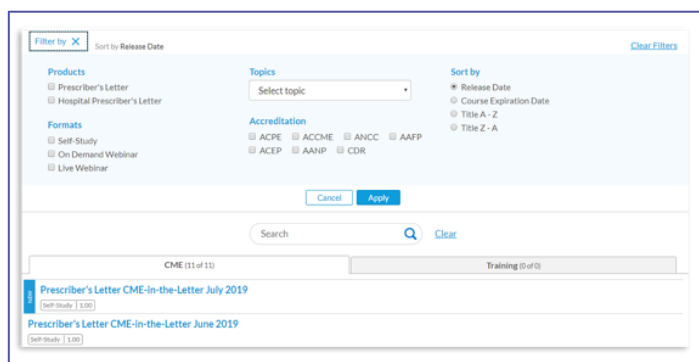 Filter by X Sort by Release Date Clear Filters
Products
Prescriber's Letter
Hospital Prescriber's Letter
Formats
Self-Study
On Demand Webinar
Live Webinar
Topics
Select topic
Accreditation
ACPE ACCME ANCC AAFP
ACEP AANP CDR
Sort by
Release Date
Course Expiration Date
Title A - Z
Title Z - A
Cancel Apply
Search Clear
CME (11 of 11) Training (0 of 0)
NEW
Prescriber's Letter CME-in-the-Letter July 2019
Self-Study 1.00
Prescriber's Letter CME-in-the-Letter June 2019
Self-Study 1.00